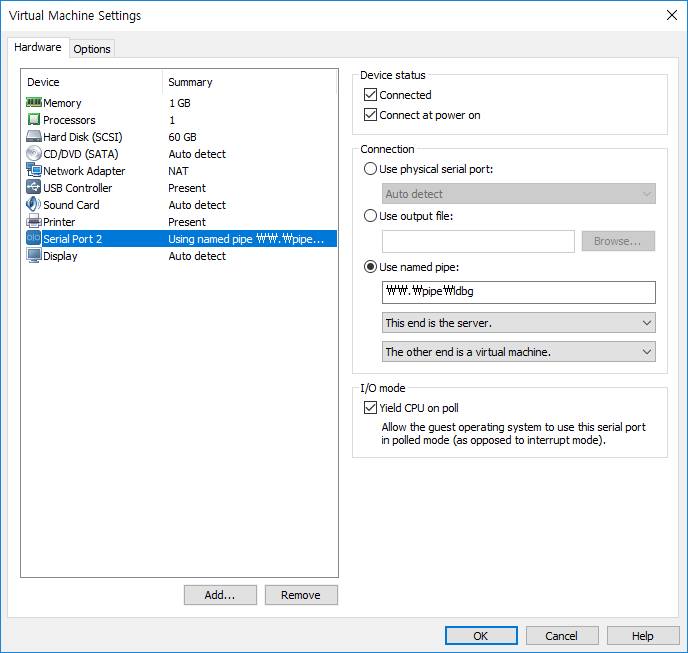 Virtual Machine Settings
Hardware
Options
Device Summary
Memory 1 GB
Processors 1
Hard Disk (SCSI) 60 GB
CD/DVD (SATA) Auto detect
Network Adapter NAT
USB Controller Present
Sound Card Auto detect
Printer Present
Serial Port 2 Using named pipe ₩₩.₩pipe...
Display Auto detect
Add...
Remove
Device status
Connected
Connect at power on
Connection
Use physical serial port:
Auto detect
Use output file:
Browse...
Use named pipe:
₩₩.₩pipe₩ldbg
This end is the server.
The other end is a virtual machine.
I/O mode
Yield CPU on poll
Allow the guest operating system to use this serial port
in polled mode (as opposed to interrupt mode).
OK
Cancel
Help